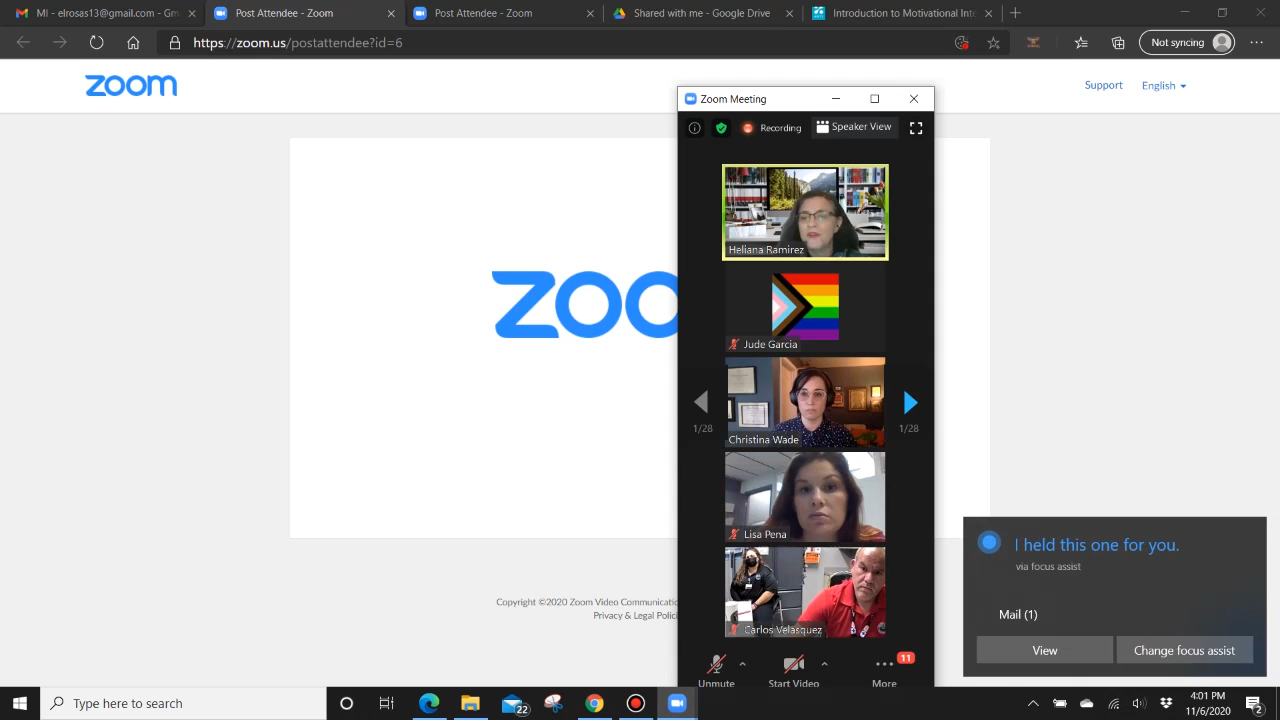 MI - elrosas13@gmail.com - Gm
Post Attendee - Zoom
Post Attendee - Zoom
Shared with me - Google Drive
Introduction to Motivational Inte
https://zoom.us/postattendee?id=6
Not syncing
zoom
Support
English
Zoom Meeting
Recording
Speaker View
Heliana Ramirez
Jude Garcia
1/28
1/28
Christina Wade
Lisa Pena
Carlos Velasquez
Unmute
Start Video
11
More
ZOO
Copyright ©2020 Zoom Video Communicatio
Privacy & Legal Polici
I held this one for you.
via focus assist
Mail (1)
View
Change focus assist
Type here to search
22
4:01 PM
11/6/2020
2